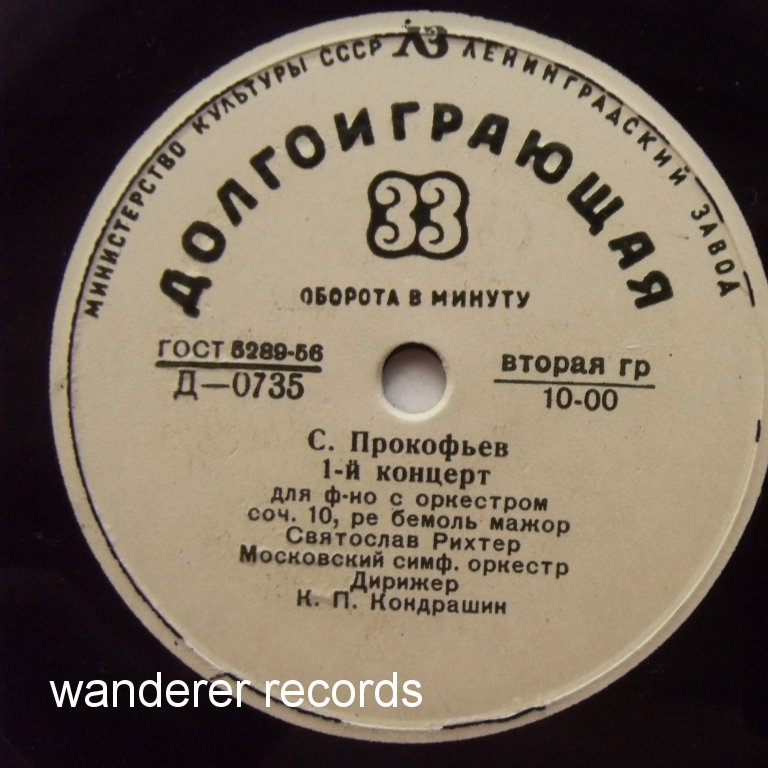 МИНИСТЕРСТВО КУЛЬТУРЫ СССР ЛЗ ЛЕНИНГРАДСКИЙ ЗАВОД
ДОЛГОИГРАЮЩАЯ
33
ОБОРОТА В МИНУТУ
ГОСТ 5289-56
Д—0735
вторая гр
10-00
С. Прокофьев
1-й концерт
для ф-но с оркестром
соч. 10, ре бемоль мажор
Святослав Рихтер
Московский симф. оркестр
Дирижер
К. П. Кондрашин
wanderer records